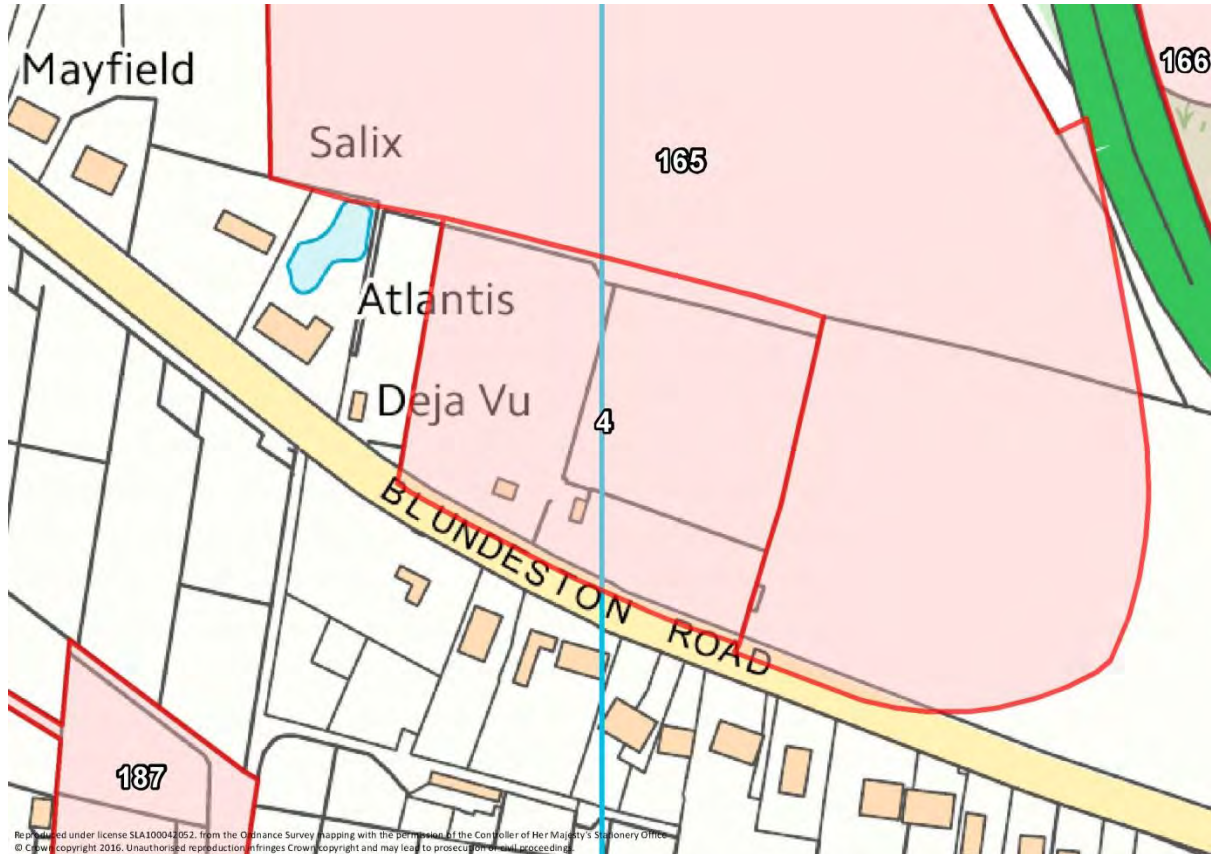 Mayfield
166
Salix
165
Atlantis
Deja Vu
4
BLUNDESTON ROAD
187
Reproduced under license SLA100042052. from the Ordnance Survey mapping with the permission of the Controller of Her Majesty's Stationery Office
© Crown copyright 2016. Unauthorised reproduction infringes Crown copyright and may lead to prosecution or civil proceedings.